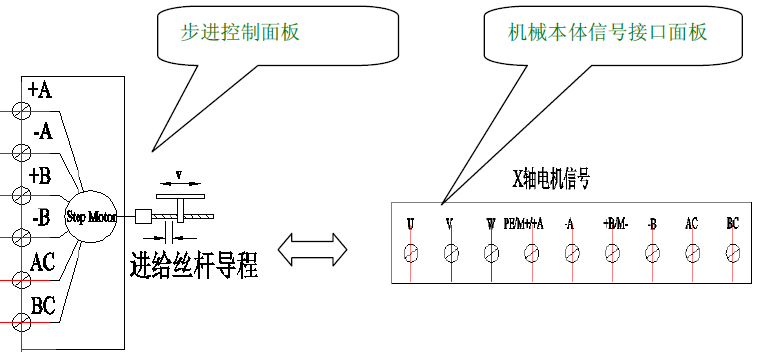 步进控制面板
机械本体信号接口面板
+A
-A
+B
-B
AC
BC
Step Motor
v
进给丝杆导程
X轴电机信号
U V W PE/M+/+A -A +B/M- -B AC BC